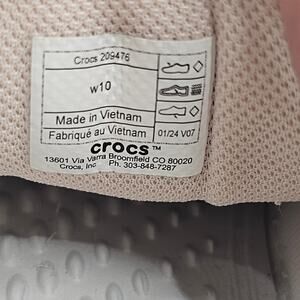 Crocs 209476
w10
Made in Vietnam
Fabriqué au Vietnam
01/24 V07
crocs™
13601 Via Varra Broomfield CO 80020
Crocs, Inc. Ph. 303-848-7287